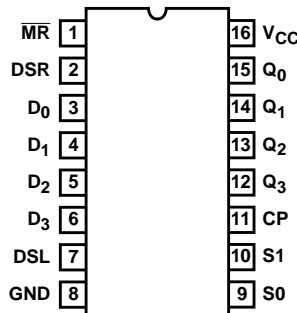 M̅R̅ 1 16 VCC
DSR 2 15 Q0
D0 3 14 Q1
D1 4 13 Q2
D2 5 12 Q3
D3 6 11 CP
DSL 7 10 S1
GND 8 9 S0